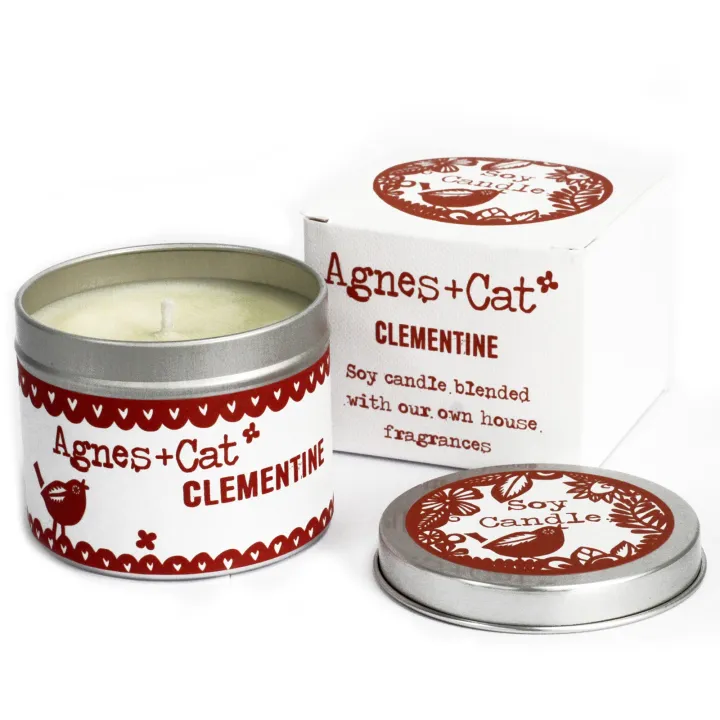 Soy
Candle
Agnes+Cat
CLEMENTINE
Soy candle blended
with our own house
fragrances
Agnes+Cat
CLEMENTINE
Soy
Candle